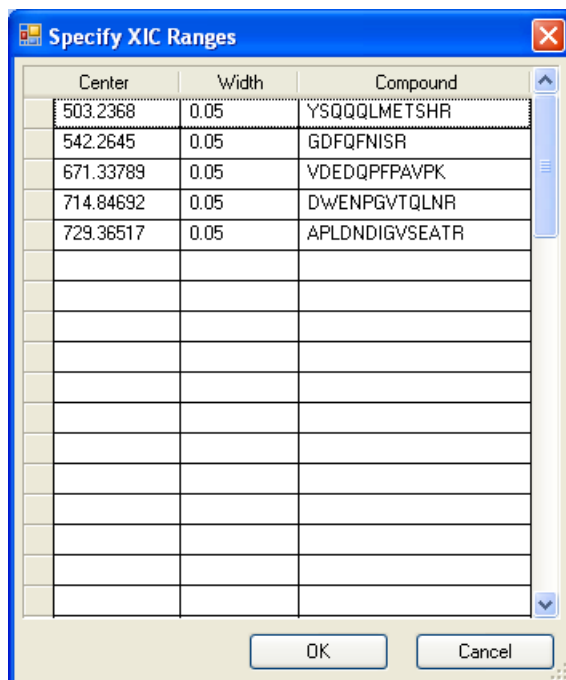 Specify XIC Ranges
Center Width Compound
503.2368 0.05 YSQQQLMETSHR
542.2645 0.05 GDFQFNISR
671.33789 0.05 VDEDQPFPAVPK
714.84692 0.05 DWENPGVTQLNR
729.36517 0.05 APLDNDIGVSEATR
OK Cancel